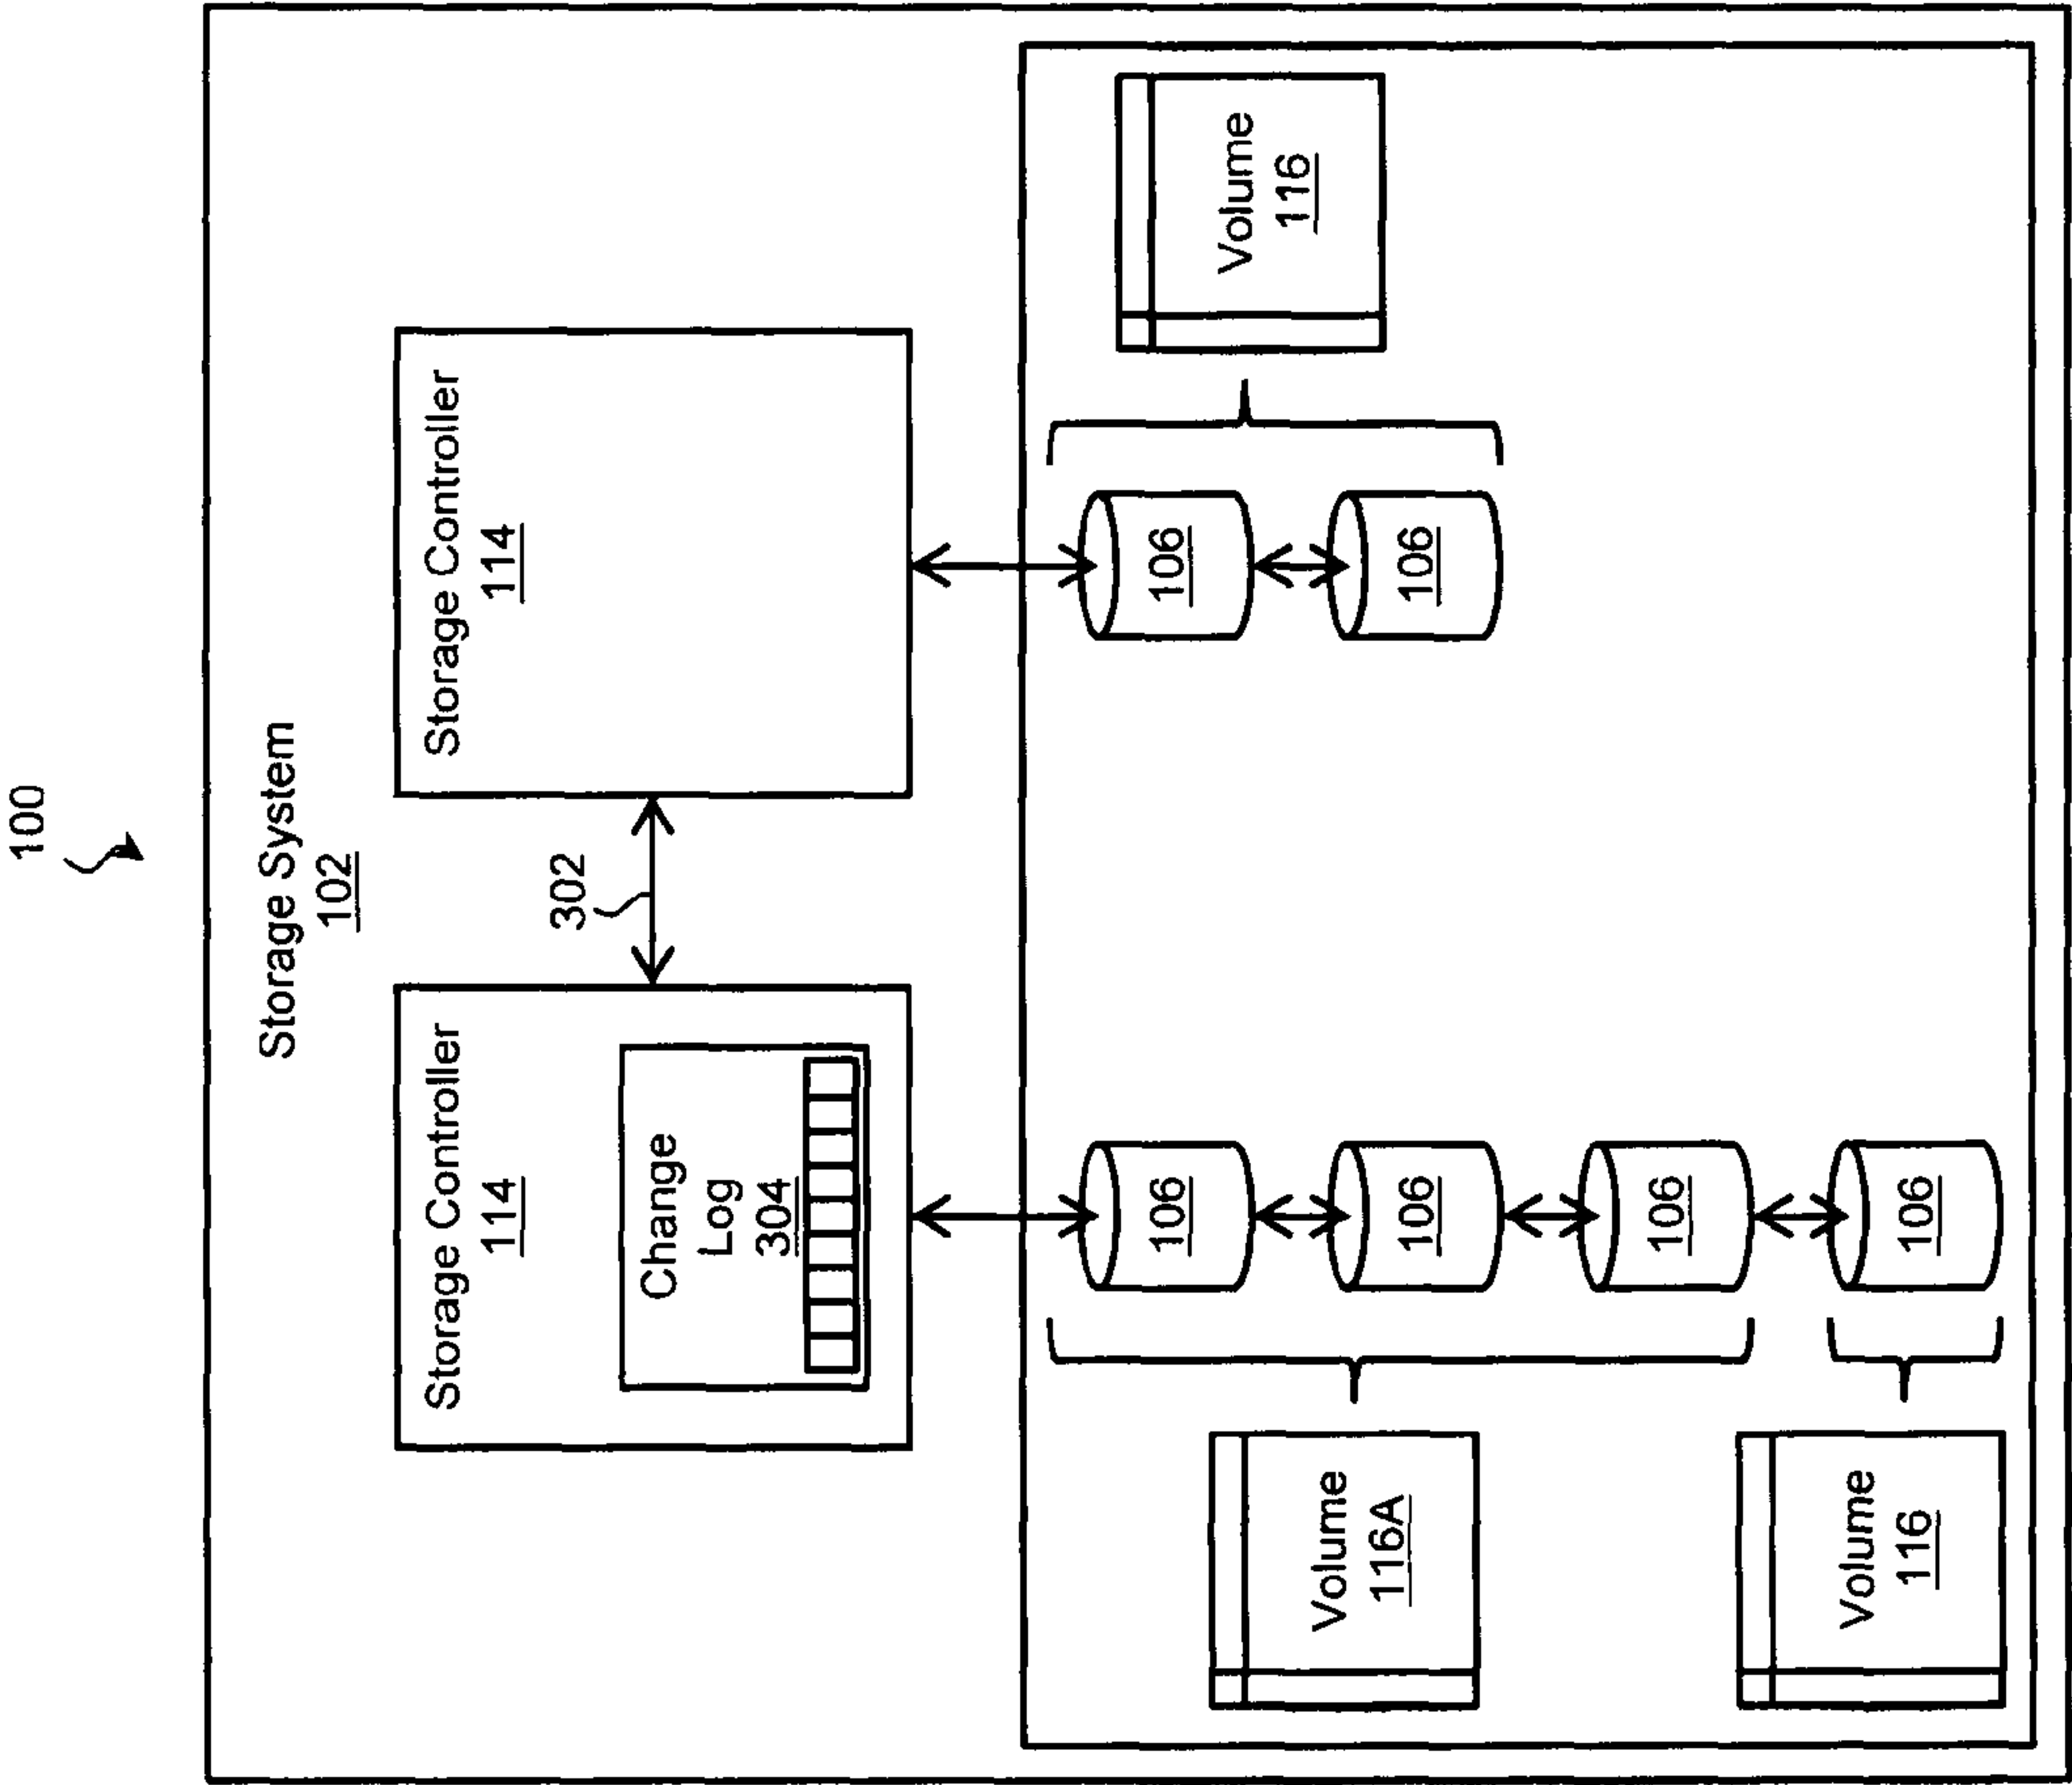 100
Storage System
102
Storage Controller
114
Change
Log
304
302
Storage Controller
114
106
106
106
106
Volume
116A
Volume
116
106
106
Volume
116